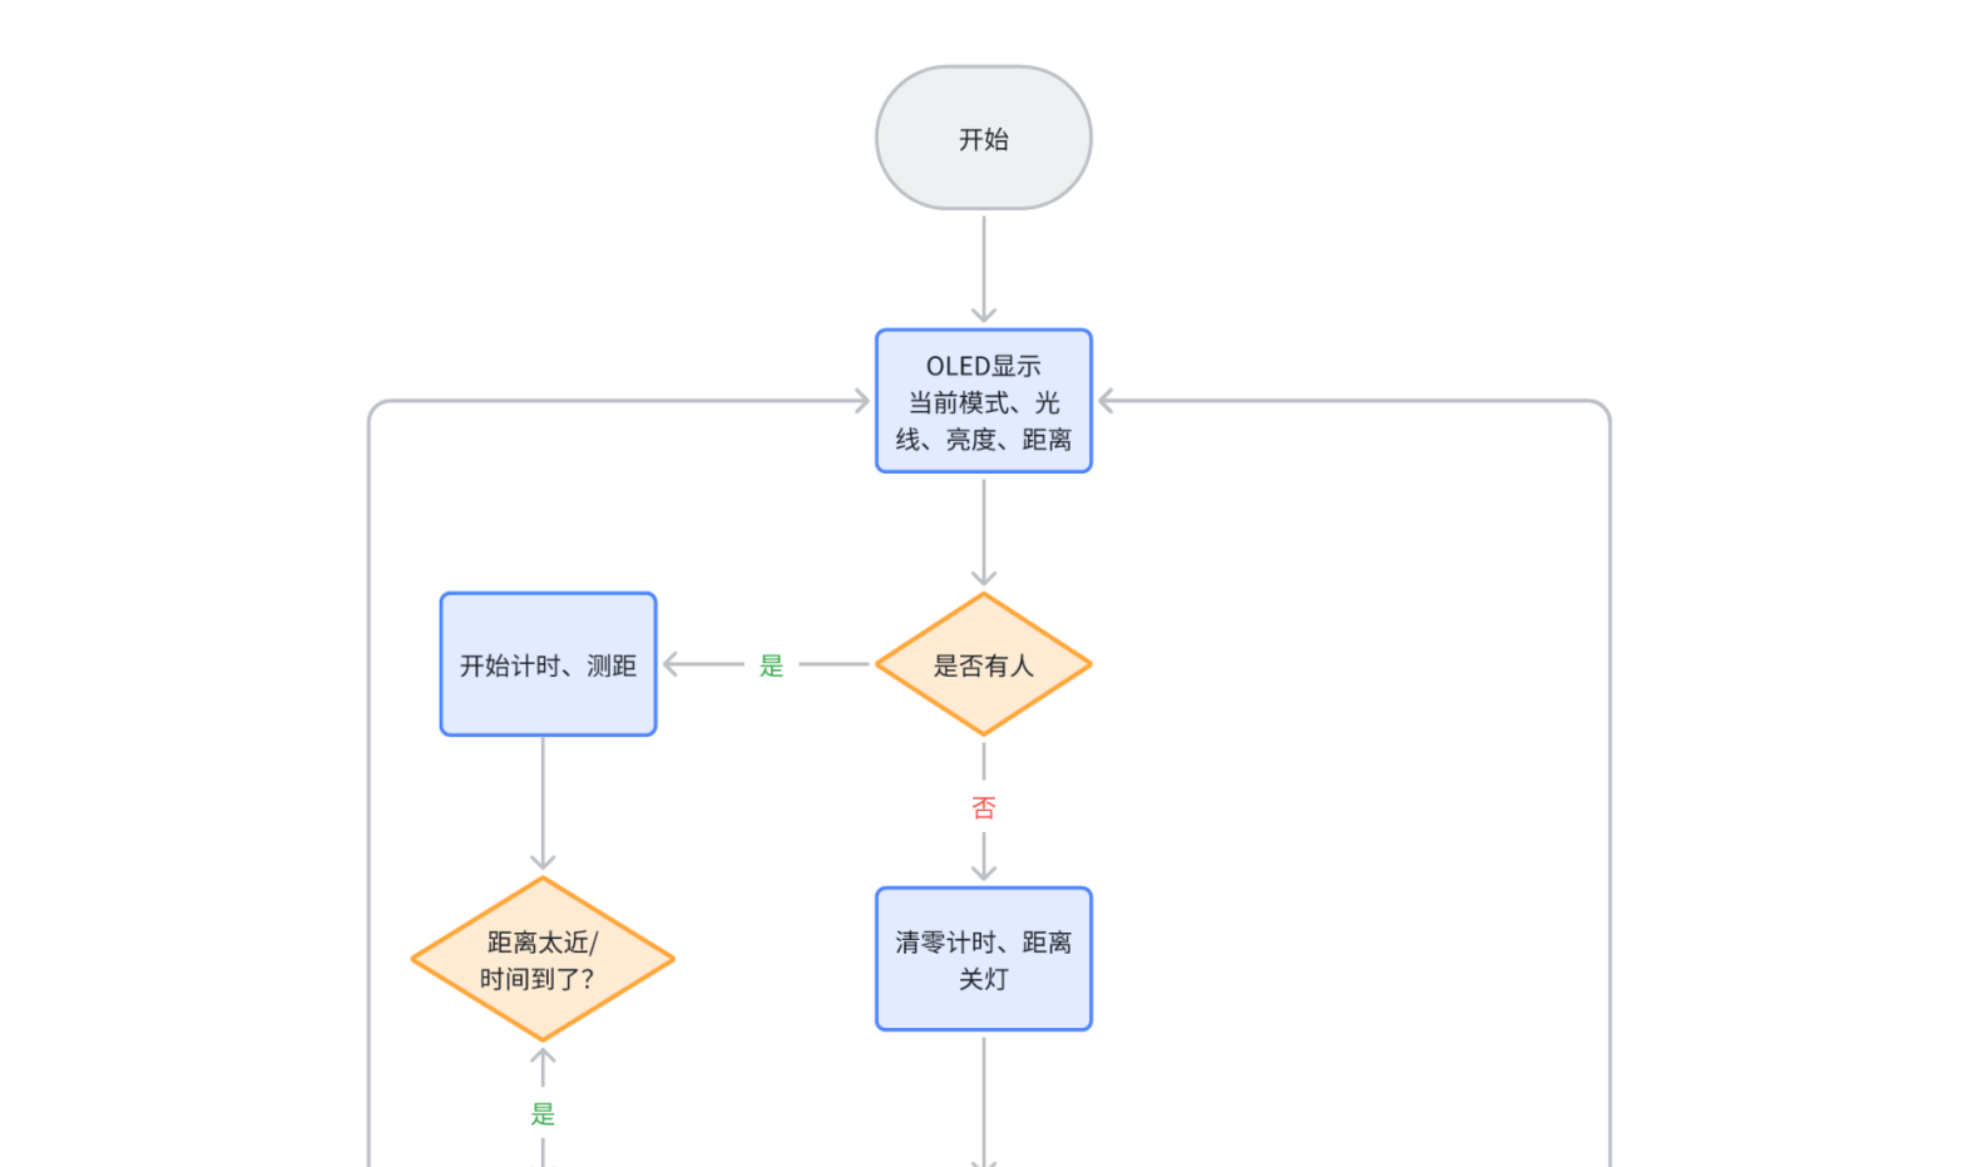 开始
OLED显示
当前模式、光
线、亮度、距离
开始计时、测距
是
是否有人
否
距离太近/
时间到了?
清零计时、距离
关灯
是